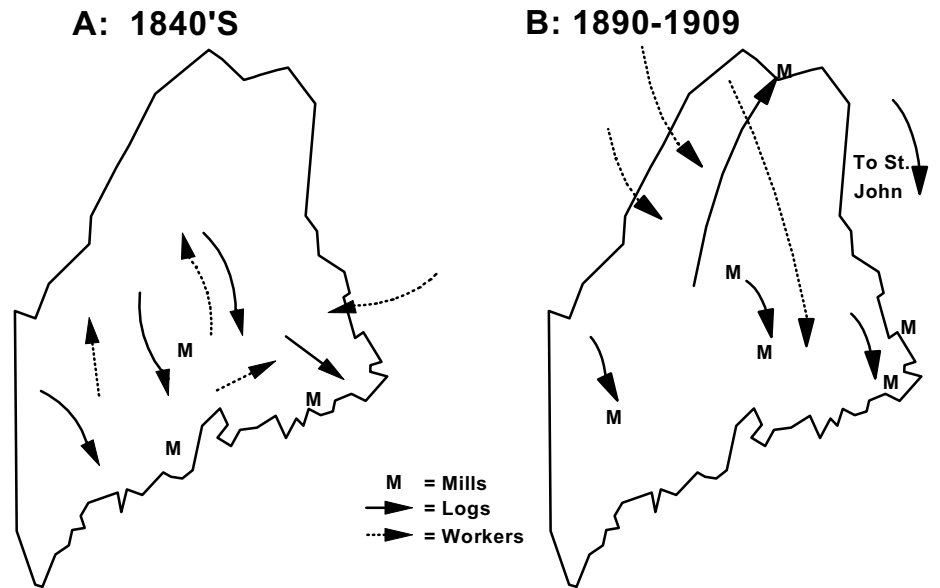 A: 1840'S
M
M
M
B: 1890-1909
M
To St.
John
M
M
M
M
M
M = Mills
= Logs
= Workers